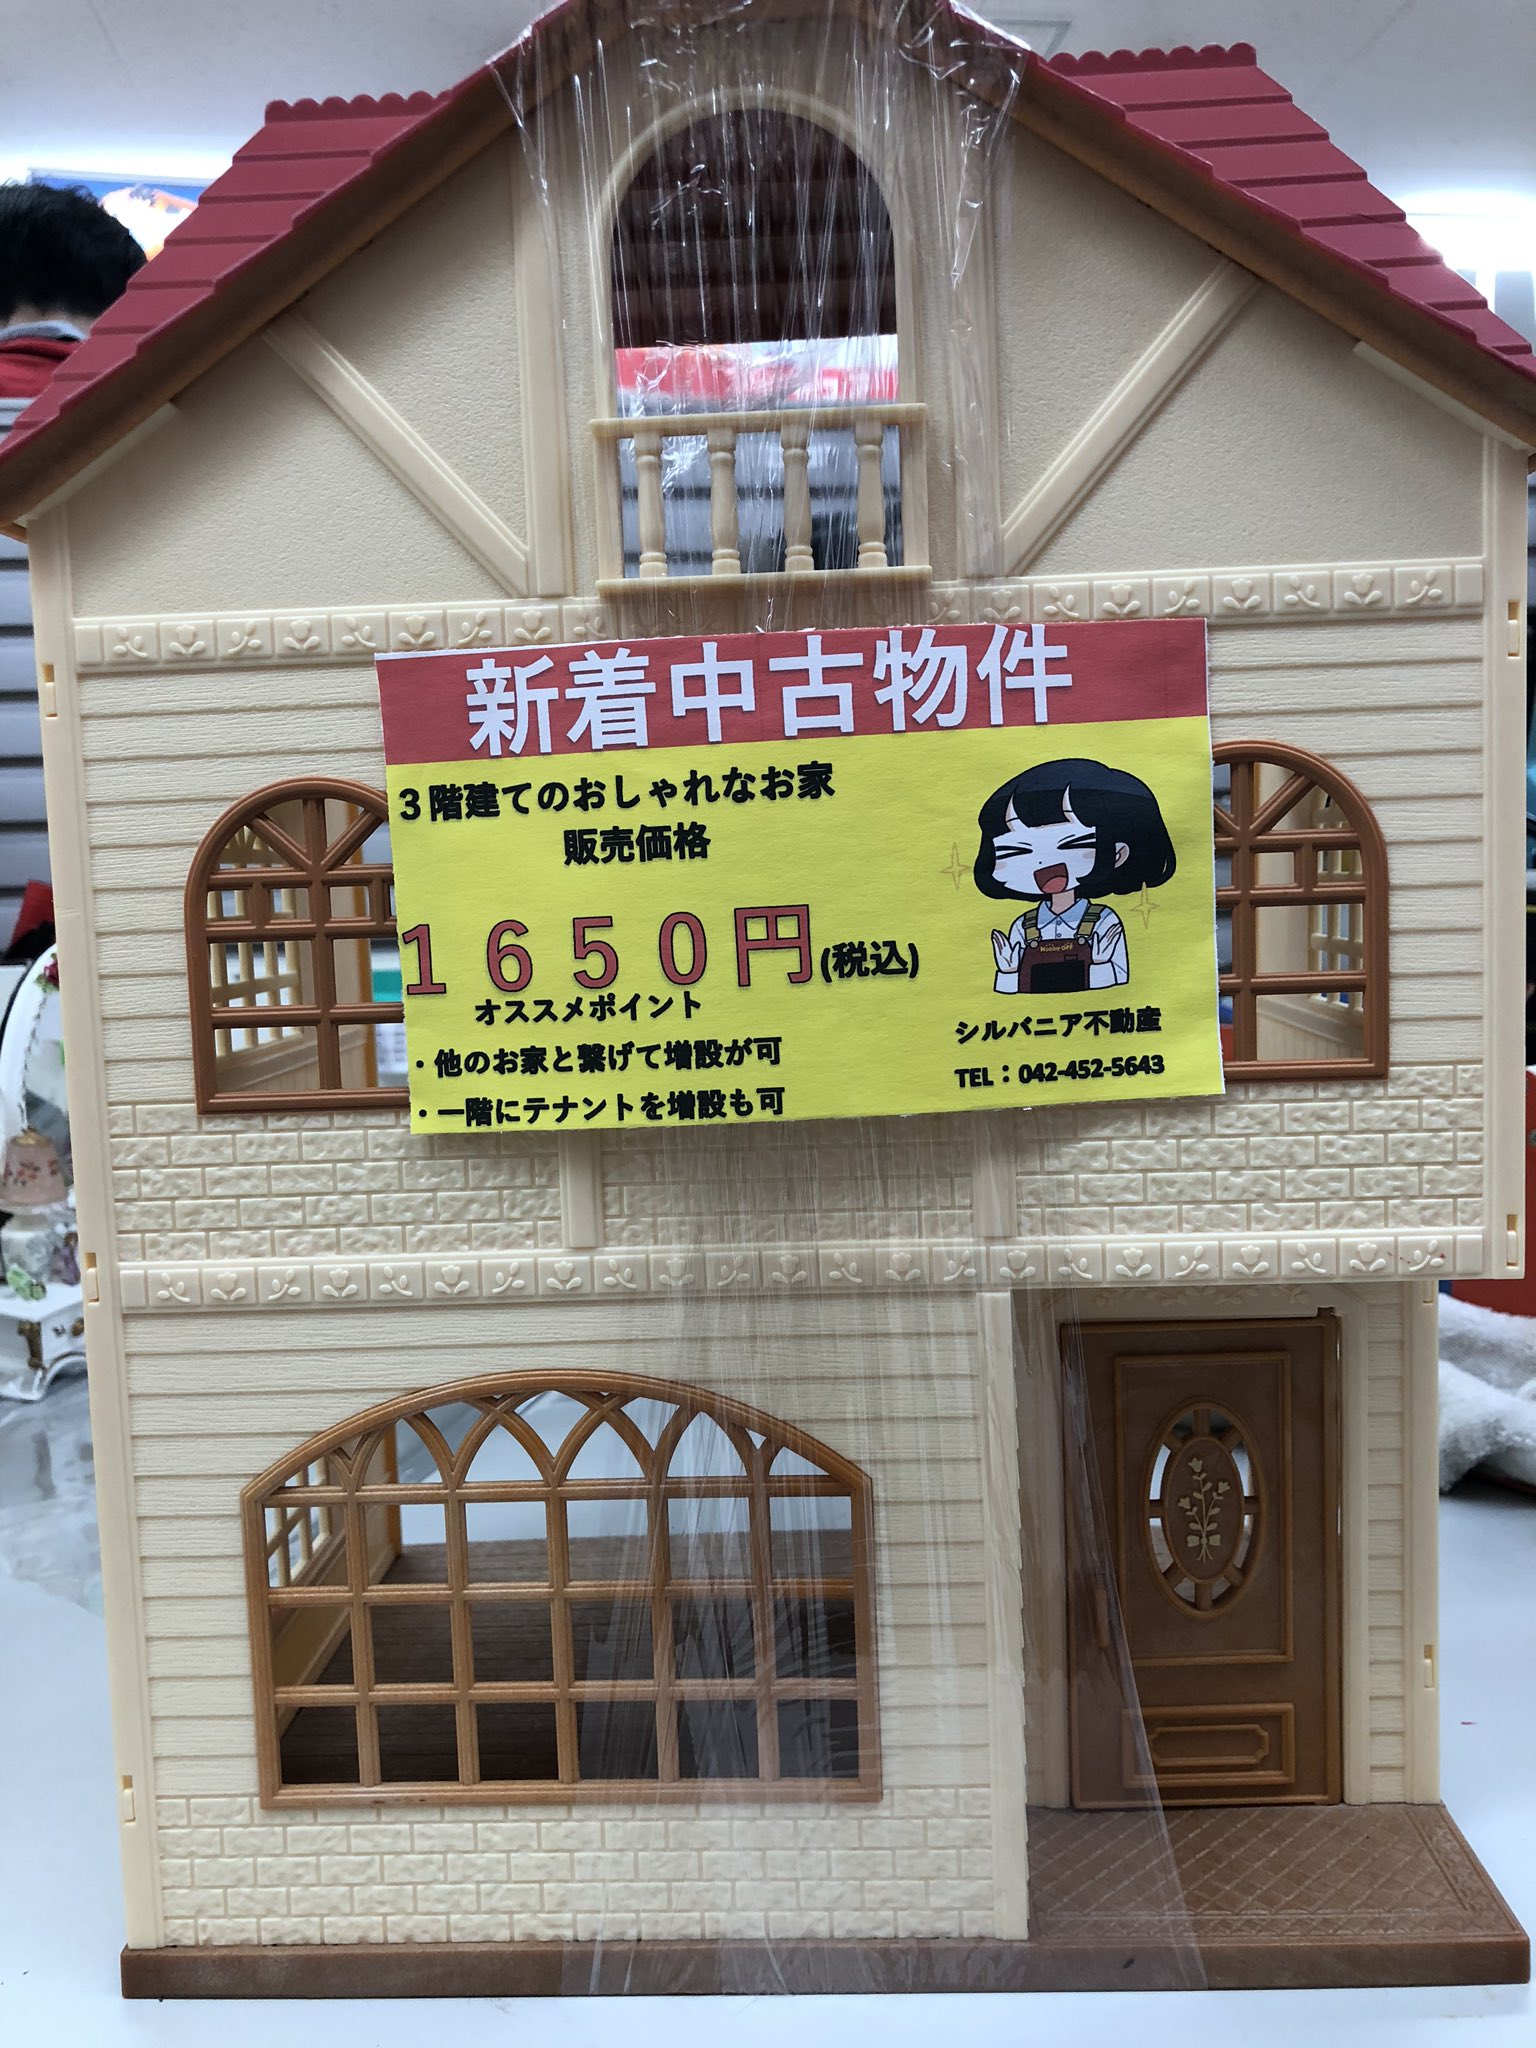 新着中古物件
３階建てのおしゃれなお家
販売価格
１６５０円(税込)
オススメポイント
・他のお家と繋げて増設が可
・一階にテナントを増設も可
Hobby OFF
シルバニア不動産
TEL：042-452-5643